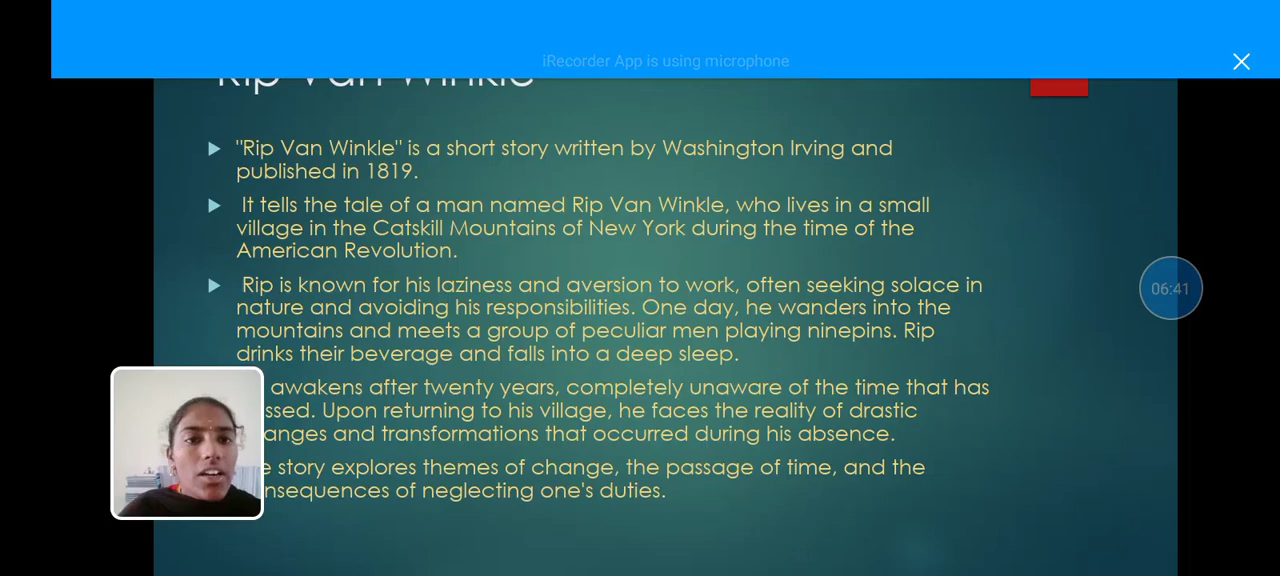 iRecorder App is using microphone
Rip Van Winkle
"Rip Van Winkle" is a short story written by Washington Irving and
published in 1819.
It tells the tale of a man named Rip Van Winkle, who lives in a small
village in the Catskill Mountains of New York during the time of the
American Revolution.
Rip is known for his laziness and aversion to work, often seeking solace in
nature and avoiding his responsibilities. One day, he wanders into the
mountains and meets a group of peculiar men playing ninepins. Rip
drinks their beverage and falls into a deep sleep.
awakens after twenty years, completely unaware of the time that has
ssed. Upon returning to his village, he faces the reality of drastic
anges and transformations that occurred during his absence.
e story explores themes of change, the passage of time, and the
nsequences of neglecting one's duties.
06:41